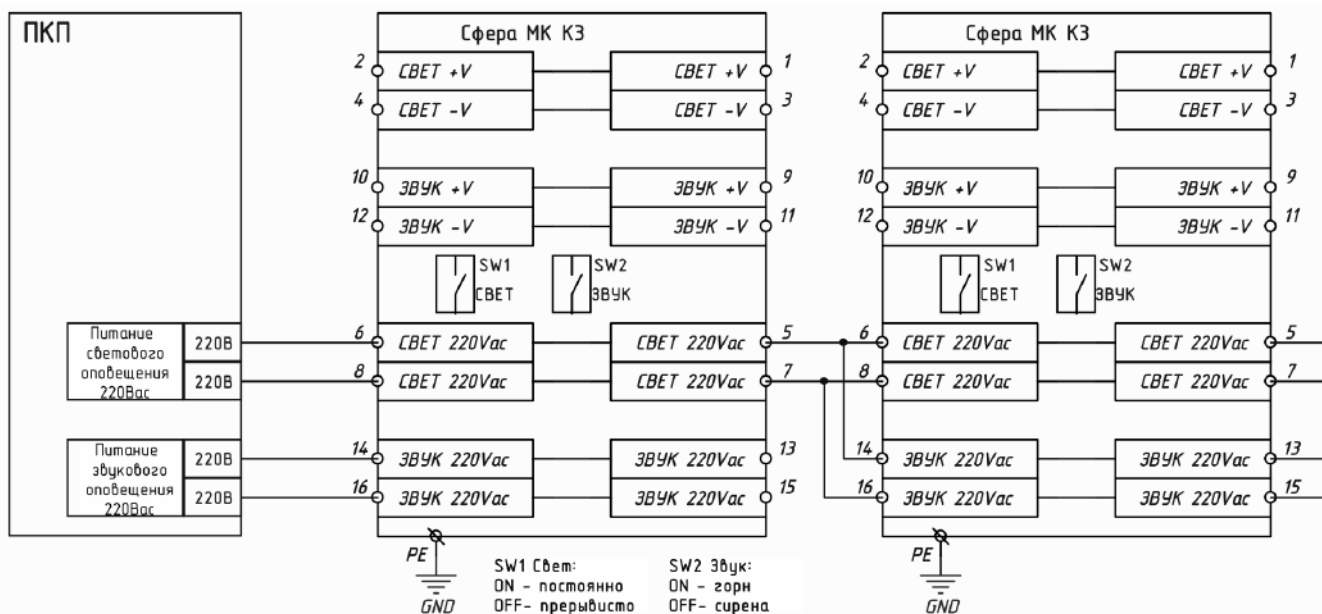 ПКП
Сфера МК КЗ
2 СВЕТ +V СВЕТ +V 1
4 СВЕТ -V СВЕТ -V 3
10 ЗВУК +V ЗВУК +V 9
12 ЗВУК -V ЗВУК -V 11
SW1
СВЕТ
SW2
ЗВУК
6 СВЕТ 220Vac СВЕТ 220Vac 5
8 СВЕТ 220Vac СВЕТ 220Vac 7
14 ЗВУК 220Vac ЗВУК 220Vac 13
16 ЗВУК 220Vac ЗВУК 220Vac 15
PE
GND
Сфера МК КЗ
2 СВЕТ +V СВЕТ +V 1
4 СВЕТ -V СВЕТ -V 3
10 ЗВУК +V ЗВУК +V 9
12 ЗВУК -V ЗВУК -V 11
SW1
СВЕТ
SW2
ЗВУК
6 СВЕТ 220Vac СВЕТ 220Vac 5
8 СВЕТ 220Vac СВЕТ 220Vac 7
14 ЗВУК 220Vac ЗВУК 220Vac 13
16 ЗВУК 220Vac ЗВУК 220Vac 15
PE
GND
Питание
светового
оповещения
220Вас
220В
220В
Питание
звукового
оповещения
220Вас
220В
220В
SW1 Свет:
ON - постоянно
OFF- прерывисто
SW2 Звук:
ON - горн
OFF- сирена